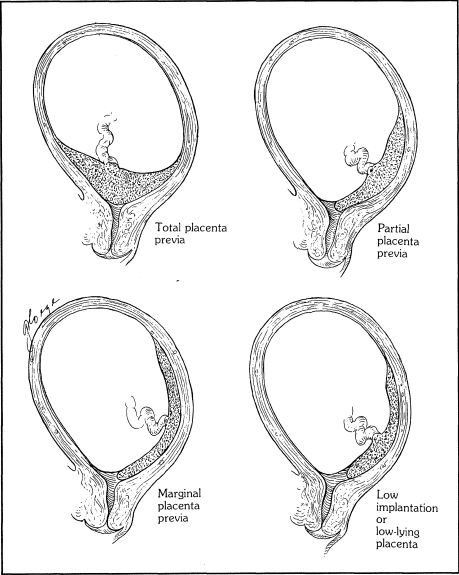 Total placenta
previa
Partial
placenta
previa
Marginal
placenta
previa
Low
implantation
or
low-lying
placenta